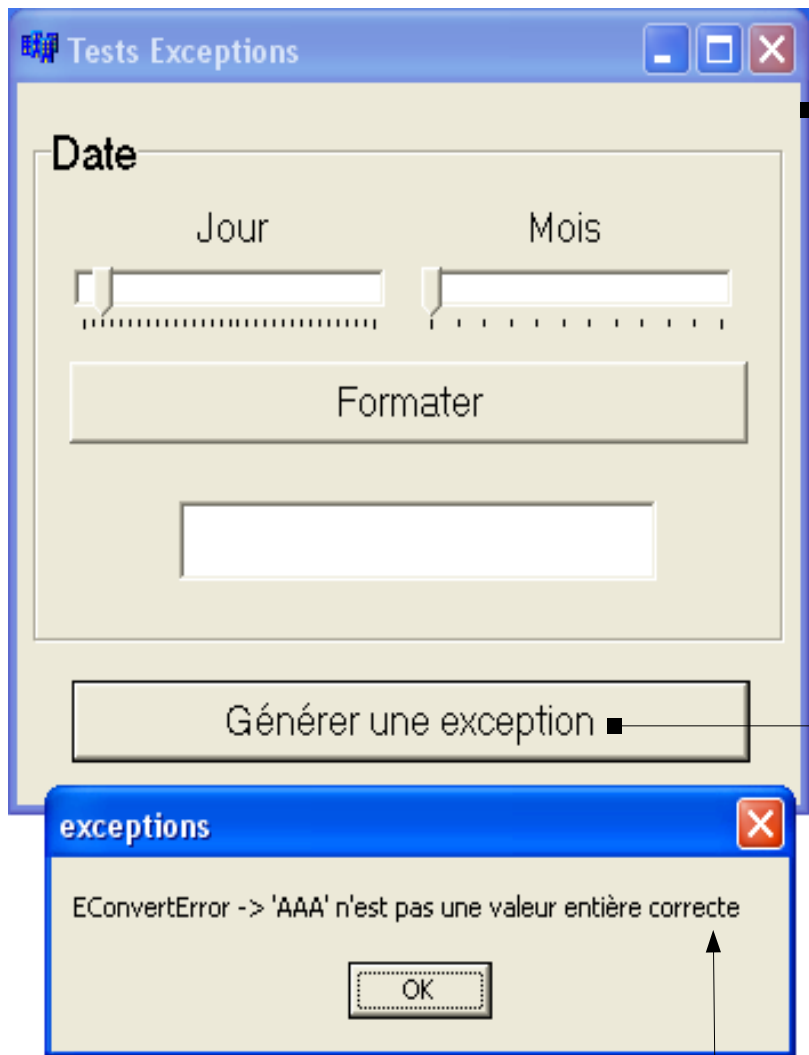 Tests Exceptions
Date
Jour Mois
Formater
Générer une exception
exceptions
EConvertError -> 'AAA' n'est pas une valeur entière correcte
OK